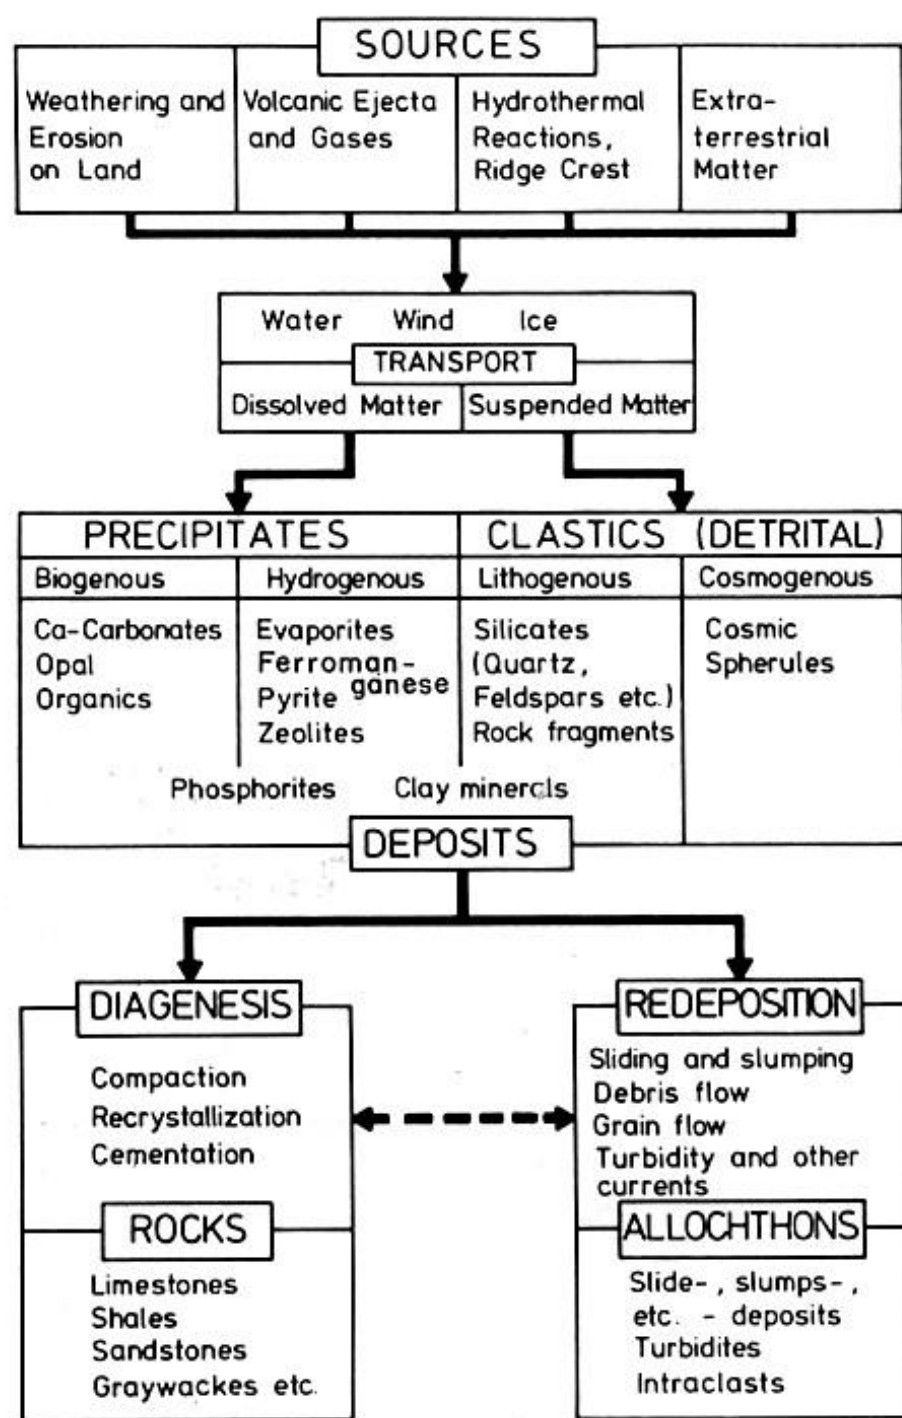 SOURCES
Weathering and
Erosion
on Land
Volcanic Ejecta
and Gases
Hydrothermal
Reactions,
Ridge Crest
Extra-
terrestrial
Matter
Water Wind Ice
TRANSPORT
Dissolved Matter
Suspended Matter
PRECIPITATES
CLASTICS (DETRITAL)
Biogenous
Hydrogenous
Lithogenous
Cosmogenous
Ca-Carbonates
Opal
Organics
Evaporites
Ferroman-
ganese
Pyrite
Zeolites
Silicates
(Quartz,
Feldspars etc.)
Rock fragments
Cosmic
Spherules
Phosphorites
Clay minerals
DEPOSITS
DIAGENESIS
Compaction
Recrystallization
Cementation
ROCKS
Limestones
Shales
Sandstones
Graywackes etc.
REDEPOSITION
Sliding and slumping
Debris flow
Grain flow
Turbidity and other
currents
ALLOCHTHONS
Slide-, slumps-,
etc. - deposits
Turbidites
Intraclasts